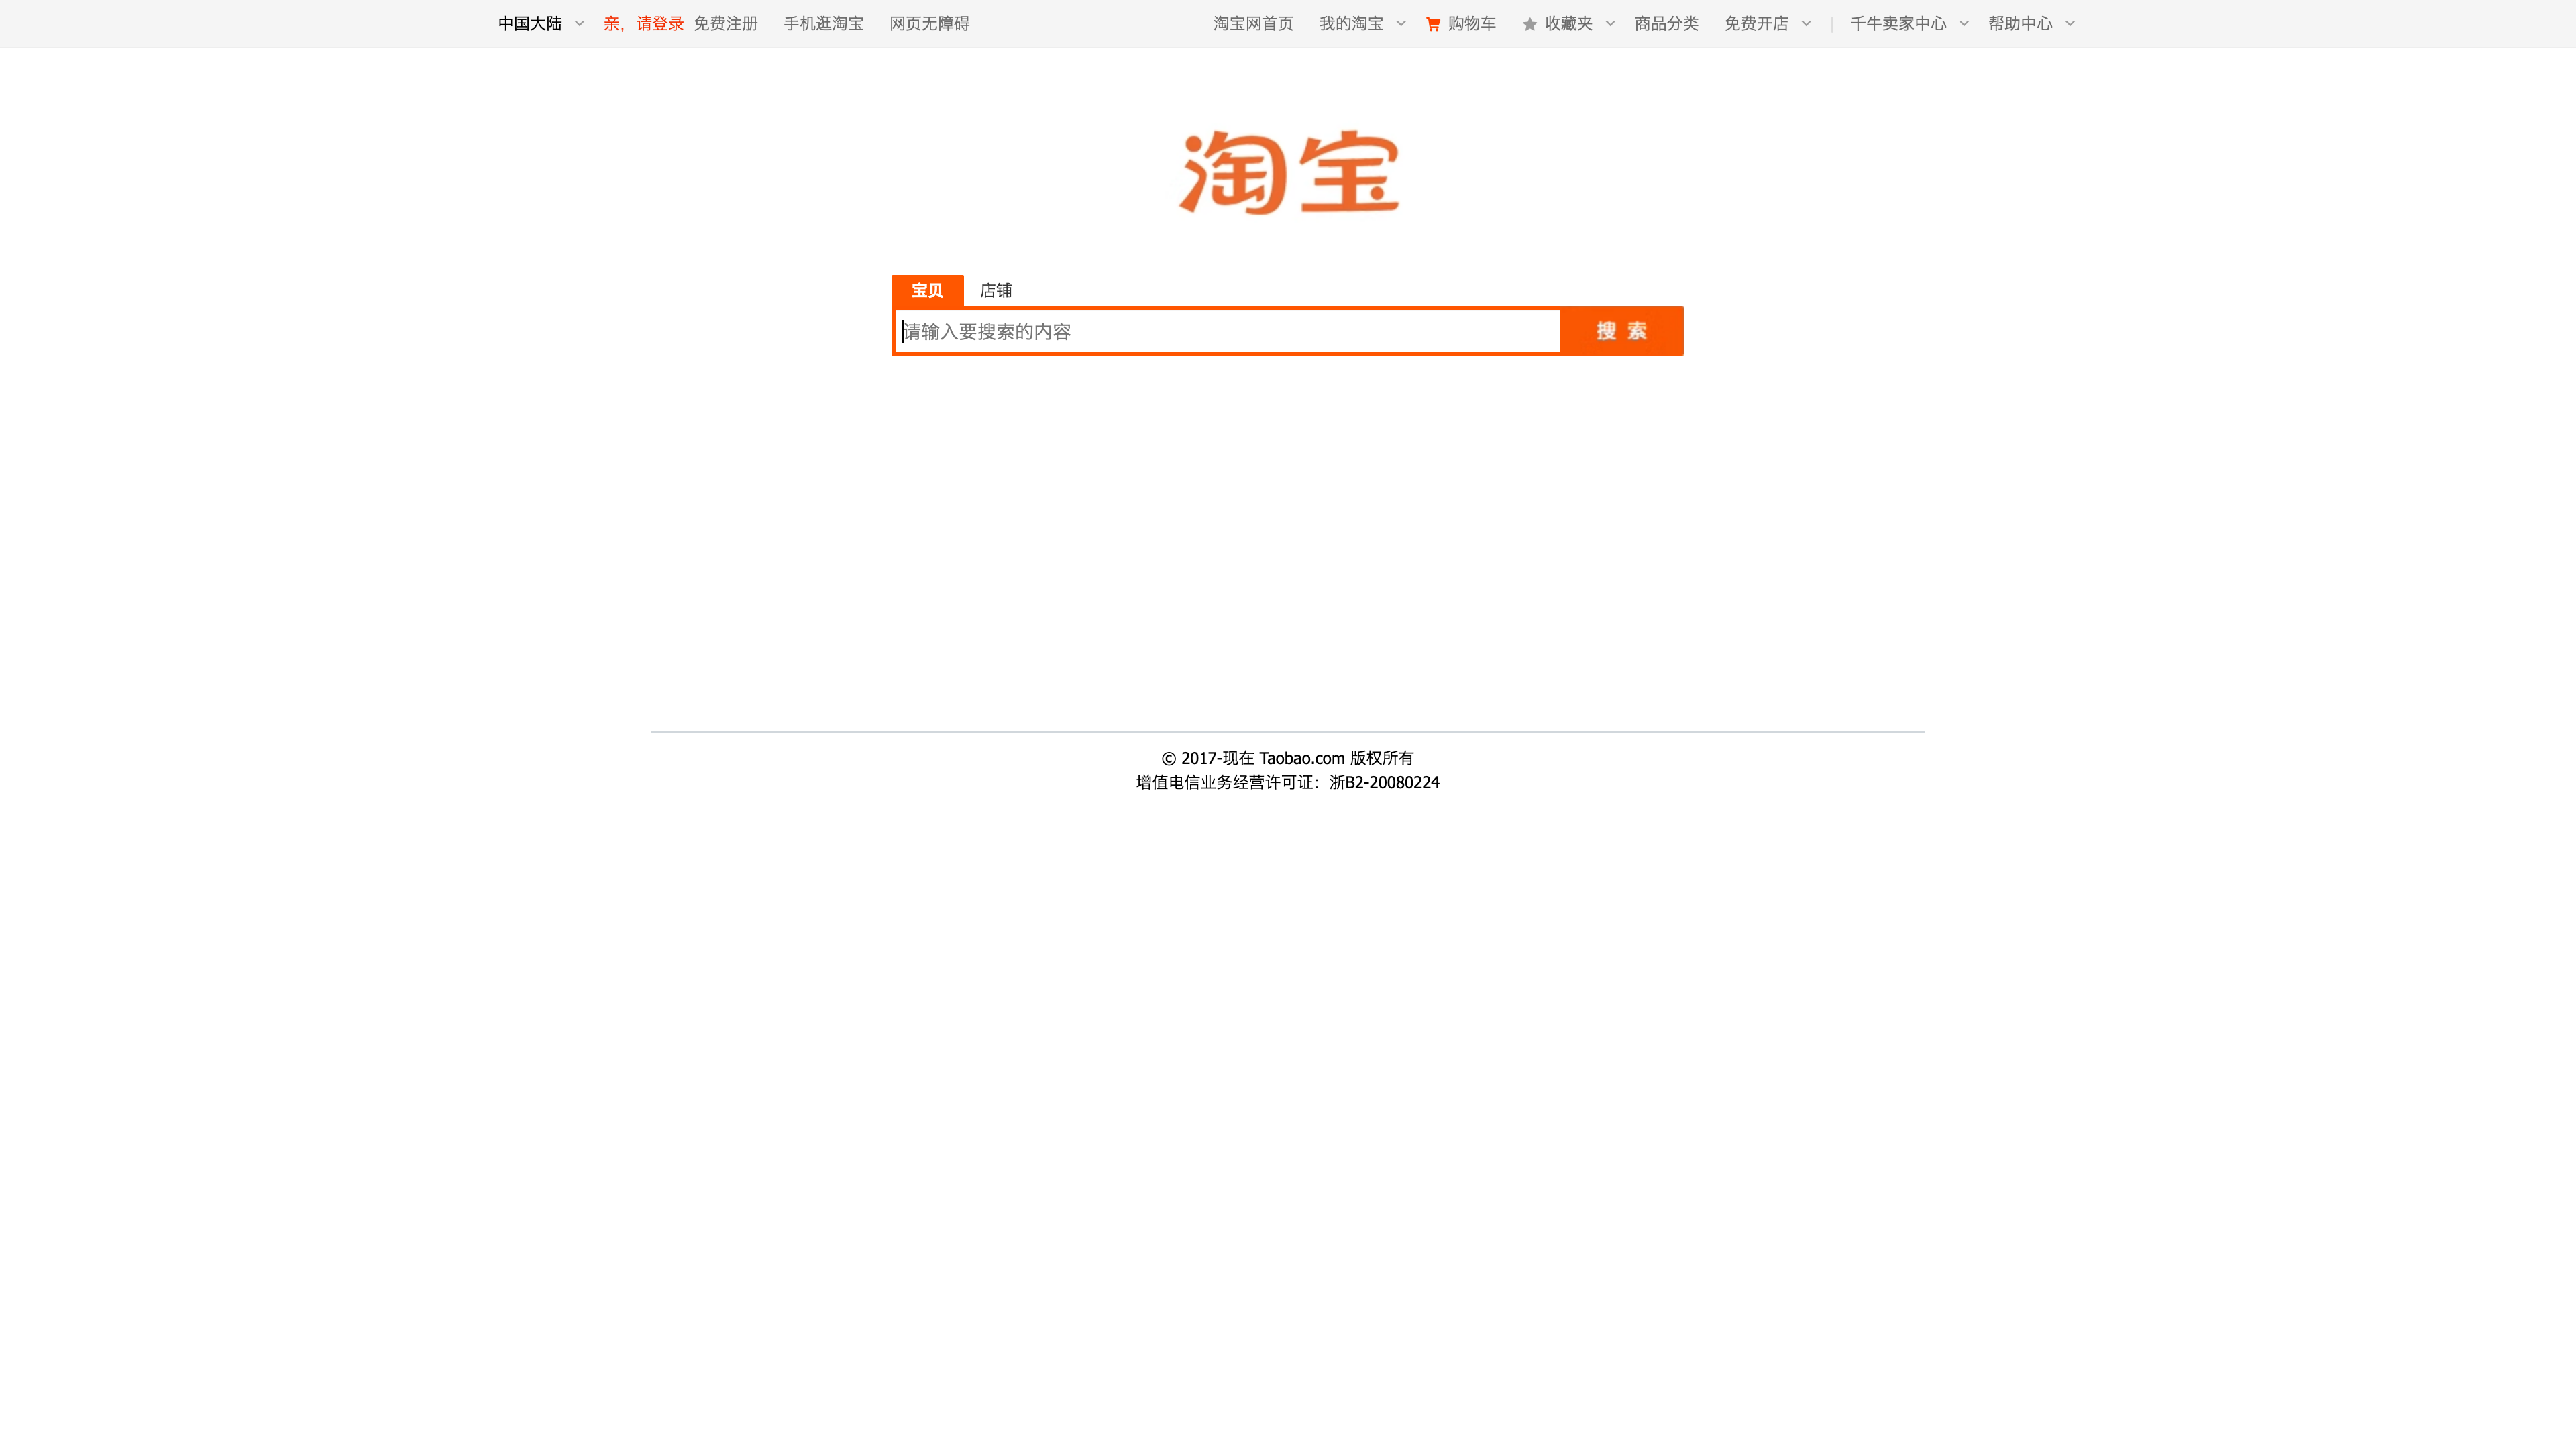 中国大陆 亲，请登录 免费注册 手机逛淘宝 网页无障碍 淘宝网首页 我的淘宝 购物车 收藏夹 商品分类 免费开店 千牛卖家中心 帮助中心
淘宝
宝贝 店铺
请输入要搜索的内容 搜 索
© 2017-现在 Taobao.com 版权所有
增值电信业务经营许可证：浙B2-20080224